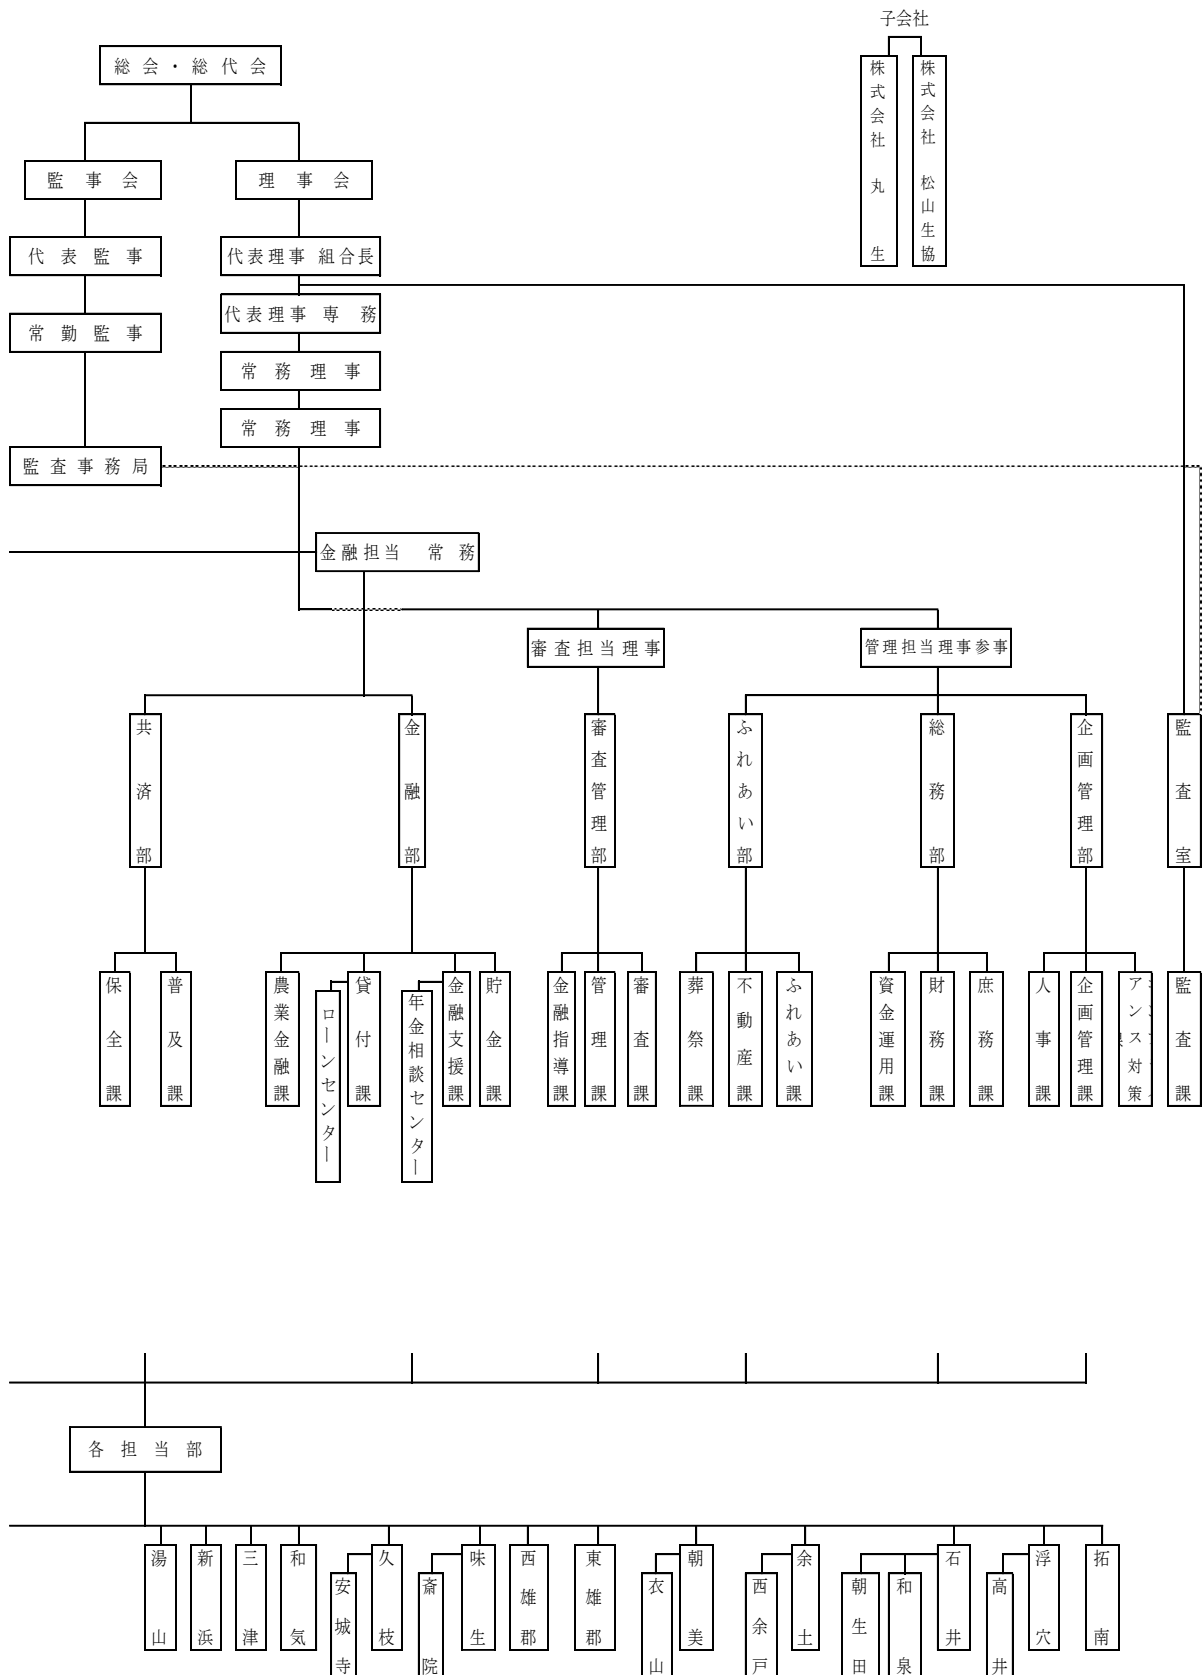 子会社
総会・総代会
株式会社 丸生
株式会社 松山生協
監事会
理事会
代表監事
代表理事 組合長
代表理事 専務
常勤監事
常務理事
常務理事
監査事務局
金融担当 常務
審査担当理事
管理担当理事参事
共済部
金融部
審査管理部
ふれあい部
総務部
企画管理部
監査室
保全課
普及課
農業金融課
ローンセンター
貸付課
年金相談センター
金融支援課
貯金課
金融指導課
管理課
審査課
葬祭課
不動産課
ふれあい課
資金運用課
財務課
庶務課
人事課
企画管理課
アンス対策
監査課
各担当部
湯山
新浜
三津
和気
安城寺
久枝
斎院
味生
西雄郡
東雄郡
衣山
朝美
西余戸
余土
朝生田
和泉
石井
高井
浮穴
拓南